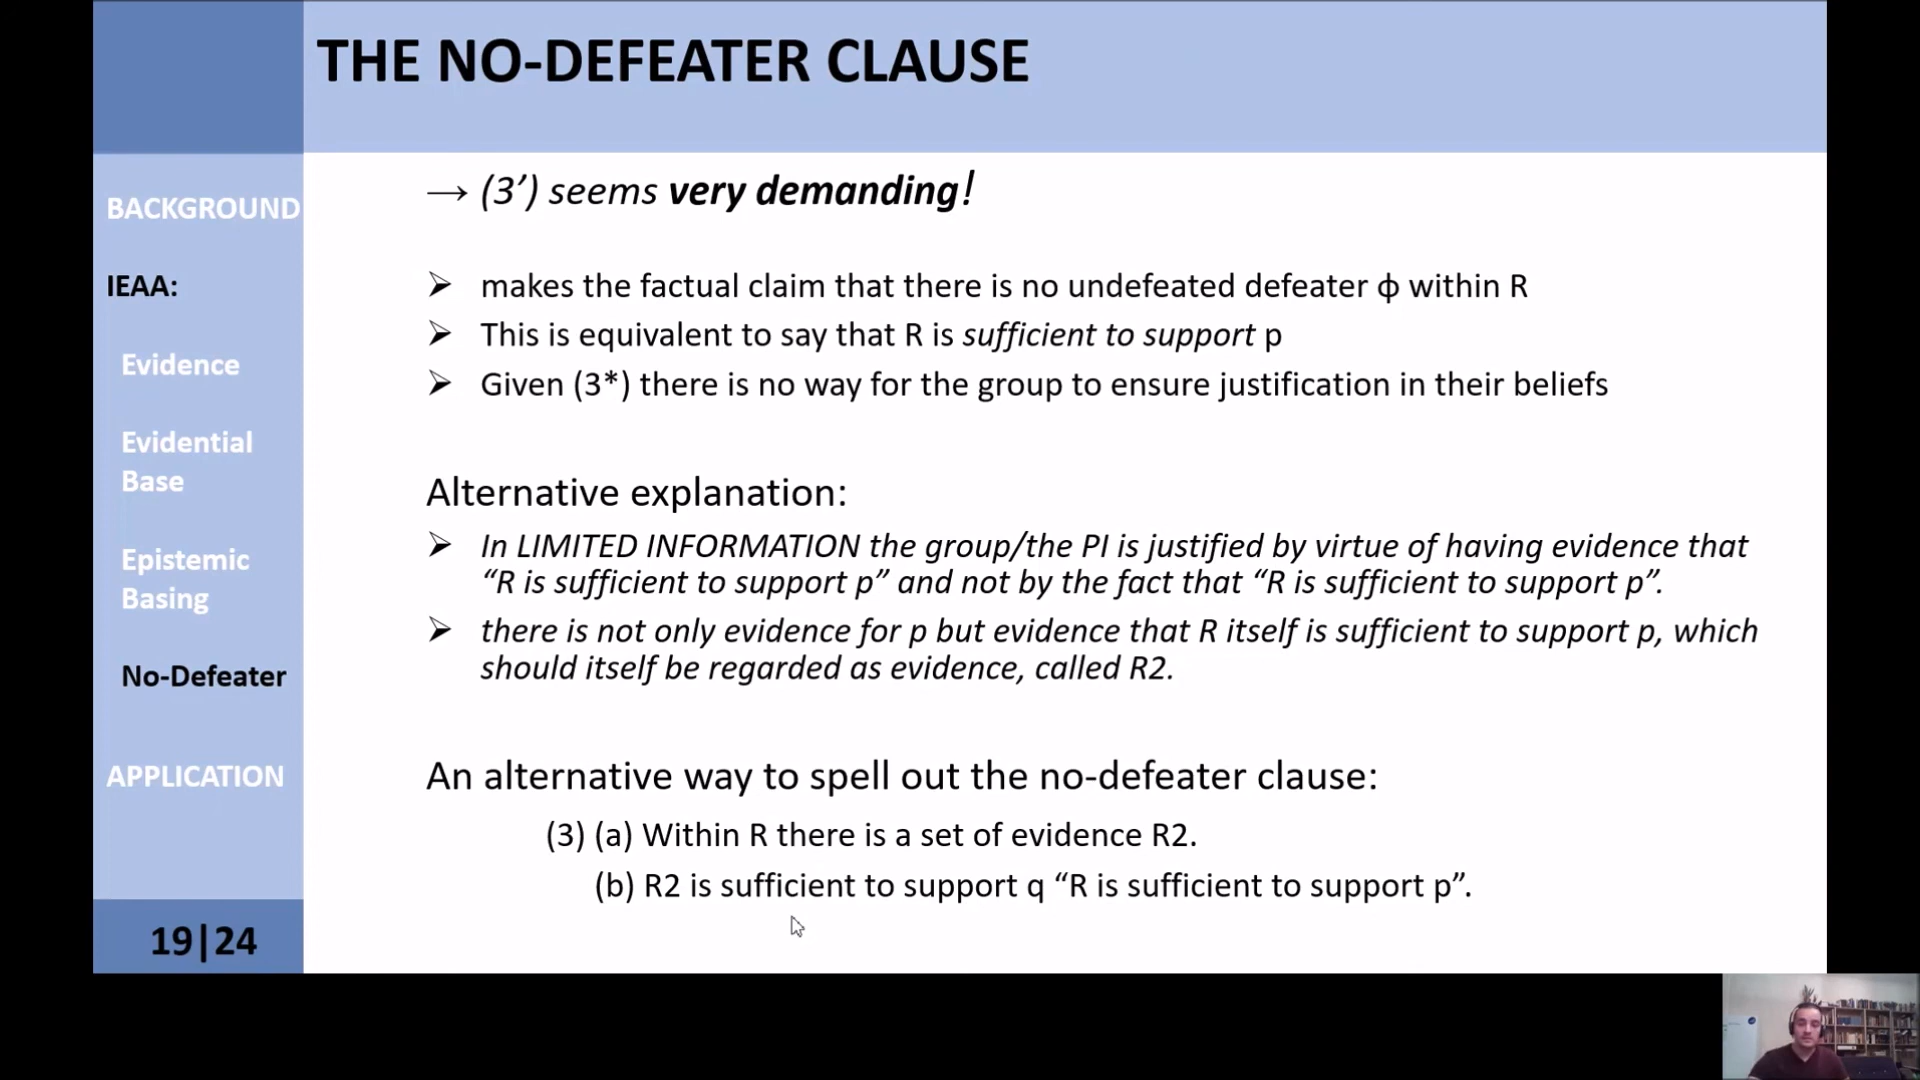 THE NO-DEFEATER CLAUSE
BACKGROUND
IEAA:
Evidence
Evidential
Base
Epistemic
Basing
No-Defeater
APPLICATION
19|24
→ (3’) seems very demanding!
➢ makes the factual claim that there is no undefeated defeater ϕ within R
➢ This is equivalent to say that R is sufficient to support p
➢ Given (3*) there is no way for the group to ensure justification in their beliefs
Alternative explanation:
➢ In LIMITED INFORMATION the group/the PI is justified by virtue of having evidence that
“R is sufficient to support p” and not by the fact that “R is sufficient to support p”.
➢ there is not only evidence for p but evidence that R itself is sufficient to support p, which
should itself be regarded as evidence, called R2.
An alternative way to spell out the no-defeater clause:
(3) (a) Within R there is a set of evidence R2.
(b) R2 is sufficient to support q “R is sufficient to support p”.